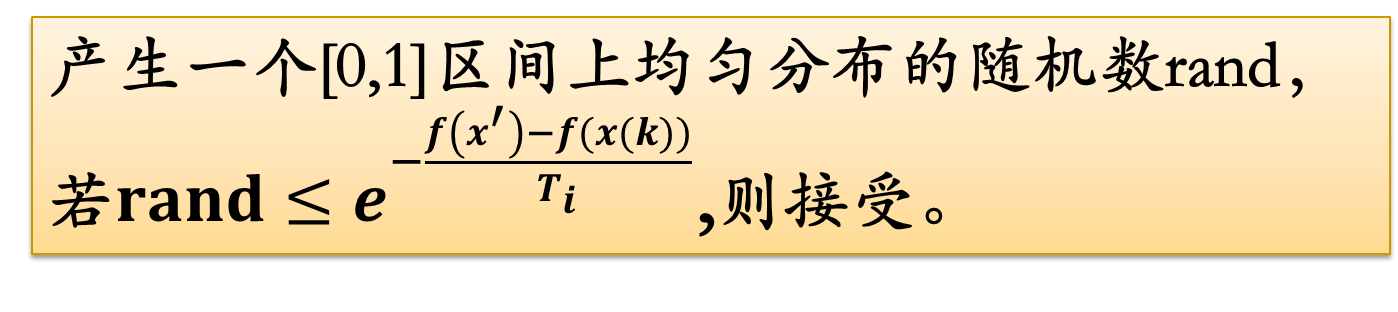 产生一个[0,1]区间上均匀分布的随机数rand，
若rand ≤ e^{-\frac{f(x′)-f(x(k))}{T_i}},则接受。